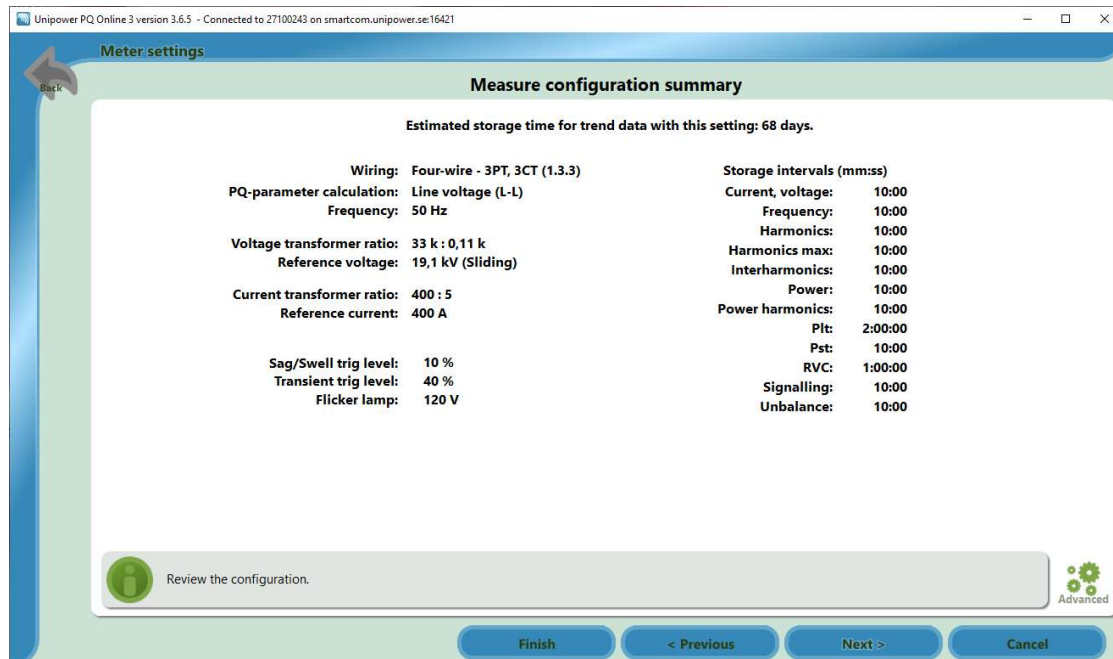 Unipower PQ Online 3 version 3.6.5 - Connected to 27100243 on smartcom.unipower.se:16421
Meter settings
Back
Measure configuration summary
Estimated storage time for trend data with this setting: 68 days.
Wiring: Four-wire - 3PT, 3CT (1.3.3)
PQ-parameter calculation: Line voltage (L-L)
Frequency: 50 Hz
Voltage transformer ratio: 33 k : 0,11 k
Reference voltage: 19,1 kV (Sliding)
Current transformer ratio: 400 : 5
Reference current: 400 A
Sag/Swell trig level: 10 %
Transient trig level: 40 %
Flicker lamp: 120 V
Storage intervals (mm:ss)
Current, voltage: 10:00
Frequency: 10:00
Harmonics: 10:00
Harmonics max: 10:00
Interharmonics: 10:00
Power: 10:00
Power harmonics: 10:00
Plt: 2:00:00
Pst: 10:00
RVC: 1:00:00
Signalling: 10:00
Unbalance: 10:00
Review the configuration.
Advanced
Finish
< Previous
Next >
Cancel